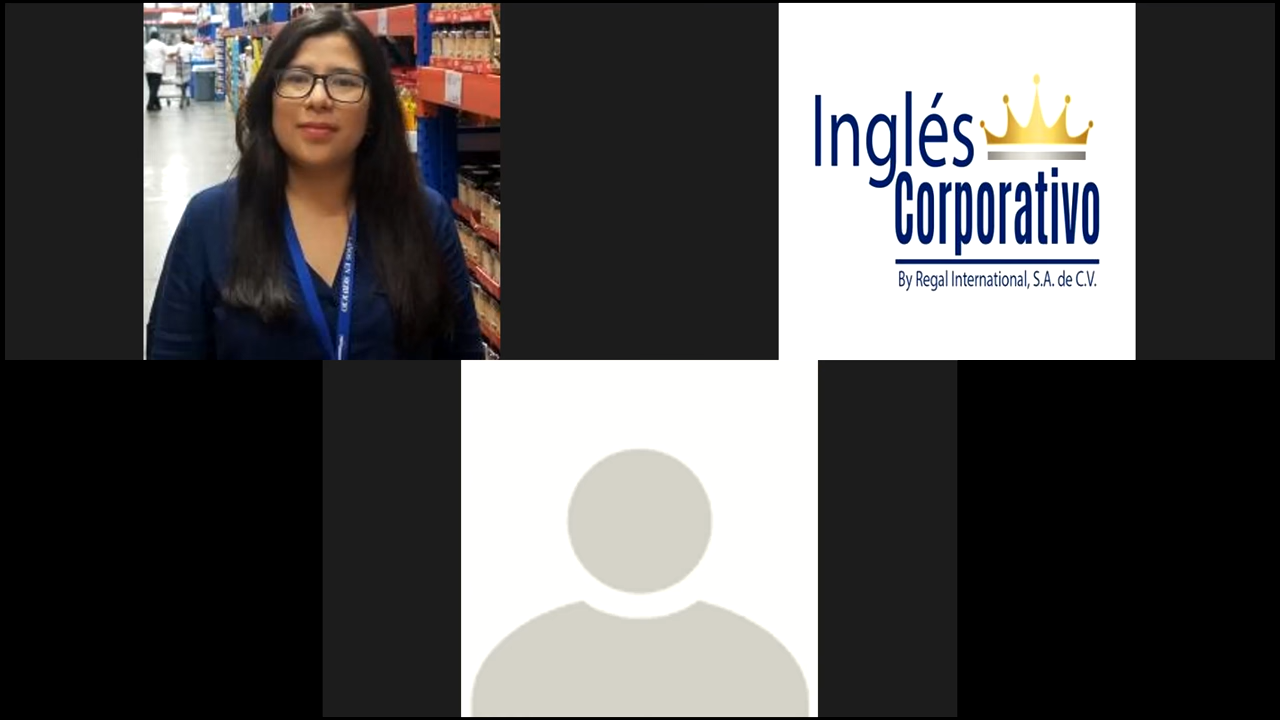 Inglés
Corporativo
By Regal International, S.A. de C.V.